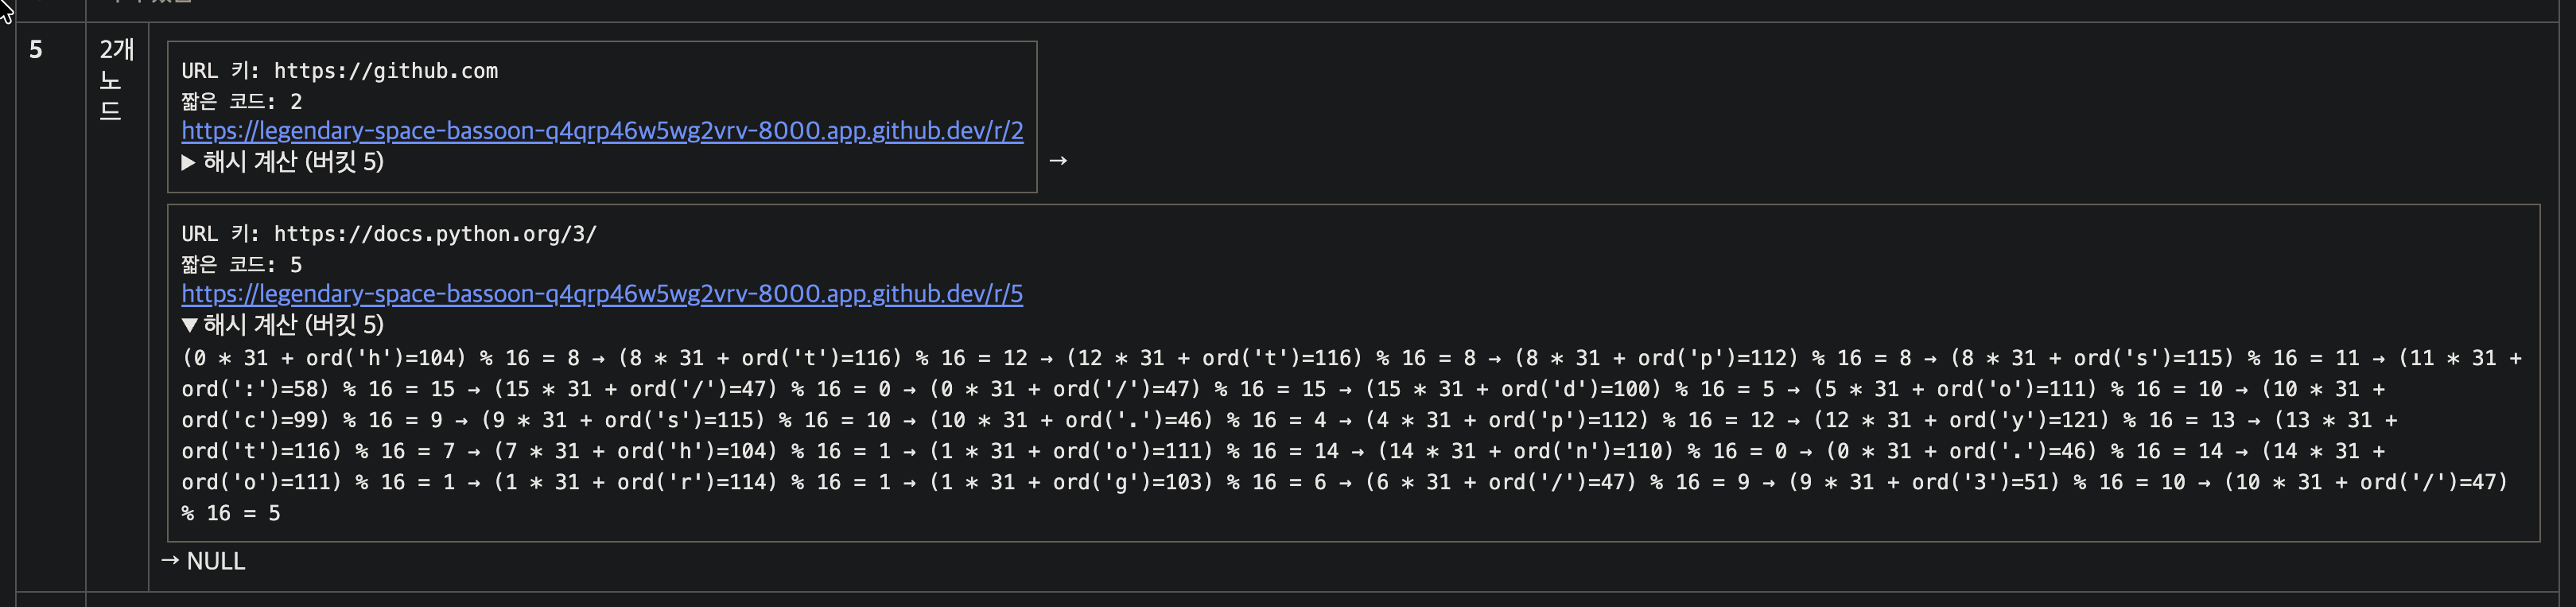 5
2개
노
드
URL 키: https://github.com
짧은 코드: 2
https://legendary-space-bassoon-q4qrp46w5wg2vrv-8000.app.github.dev/r/2
▶ 해시 계산 (버킷 5)
→
URL 키: https://docs.python.org/3/
짧은 코드: 5
https://legendary-space-bassoon-q4qrp46w5wg2vrv-8000.app.github.dev/r/5
▼ 해시 계산 (버킷 5)
(0 * 31 + ord('h')=104) % 16 = 8 → (8 * 31 + ord('t')=116) % 16 = 12 → (12 * 31 + ord('t')=116) % 16 = 8 → (8 * 31 + ord('p')=112) % 16 = 8 → (8 * 31 + ord('s')=115) % 16 = 11 → (11 * 31 +
ord(':')=58) % 16 = 15 → (15 * 31 + ord('/')=47) % 16 = 0 → (0 * 31 + ord('/')=47) % 16 = 15 → (15 * 31 + ord('d')=100) % 16 = 5 → (5 * 31 + ord('o')=111) % 16 = 10 → (10 * 31 +
ord('c')=99) % 16 = 9 → (9 * 31 + ord('s')=115) % 16 = 10 → (10 * 31 + ord('.')=46) % 16 = 4 → (4 * 31 + ord('p')=112) % 16 = 12 → (12 * 31 + ord('y')=121) % 16 = 13 → (13 * 31 +
ord('t')=116) % 16 = 7 → (7 * 31 + ord('h')=104) % 16 = 1 → (1 * 31 + ord('o')=111) % 16 = 14 → (14 * 31 + ord('n')=110) % 16 = 0 → (0 * 31 + ord('.')=46) % 16 = 14 → (14 * 31 +
ord('o')=111) % 16 = 1 → (1 * 31 + ord('r')=114) % 16 = 1 → (1 * 31 + ord('g')=103) % 16 = 6 → (6 * 31 + ord('/')=47) % 16 = 9 → (9 * 31 + ord('3')=51) % 16 = 10 → (10 * 31 + ord('/')=47)
% 16 = 5
→ NULL